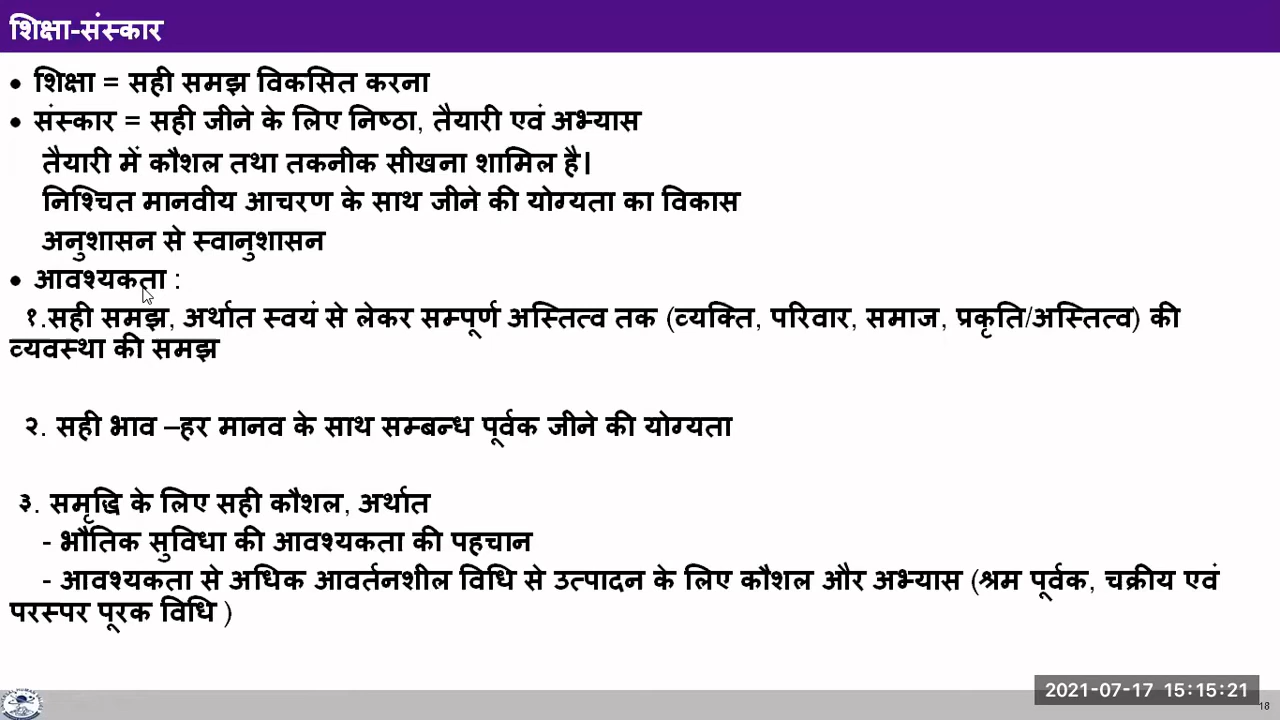 शिक्षा-संस्कार
• शिक्षा = सही समझ विकसित करना
• संस्कार = सही जीने के लिए निष्ठा, तैयारी एवं अभ्यास
तैयारी में कौशल तथा तकनीक सीखना शामिल है|
निश्चित मानवीय आचरण के साथ जीने की योग्यता का विकास
अनुशासन से स्वानुशासन
• आवश्यकता :
१.सही समझ, अर्थात स्वयं से लेकर सम्पूर्ण अस्तित्व तक (व्यक्ति, परिवार, समाज, प्रकृति/अस्तित्व) की
व्यवस्था की समझ
२. सही भाव –हर मानव के साथ सम्बन्ध पूर्वक जीने की योग्यता
३. समृद्धि के लिए सही कौशल, अर्थात
- भौतिक सुविधा की आवश्यकता की पहचान
- आवश्यकता से अधिक आवर्तनशील विधि से उत्पादन के लिए कौशल और अभ्यास (श्रम पूर्वक, चक्रीय एवं
परस्पर पूरक विधि )
2021-07-17 15:15:21
18